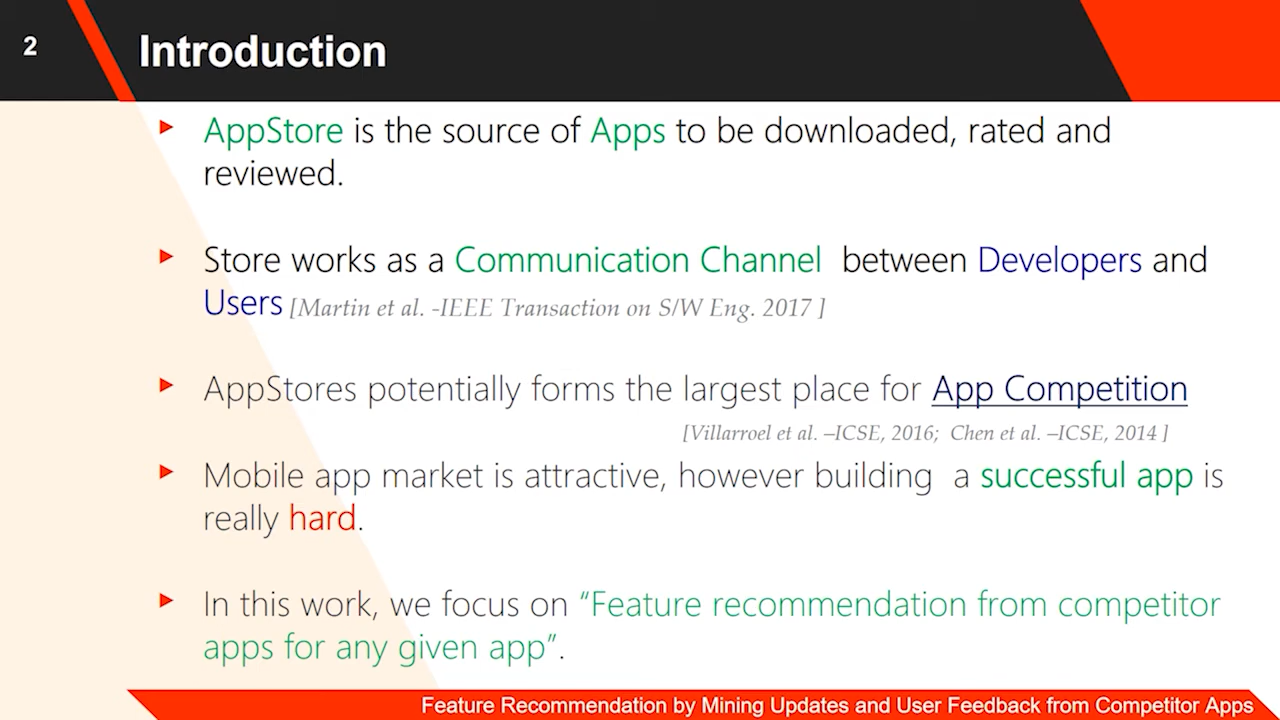 2
Introduction
AppStore is the source of Apps to be downloaded, rated and
reviewed.
Store works as a Communication Channel between Developers and
Users [Martin et al. -IEEE Transaction on S/W Eng. 2017 ]
AppStores potentially forms the largest place for App Competition
[Villarroel et al. –ICSE, 2016; Chen et al. –ICSE, 2014 ]
Mobile app market is attractive, however building a successful app is
really hard.
In this work, we focus on “Feature recommendation from competitor
apps for any given app”.
Feature Recommendation by Mining Updates and User Feedback from Competitor Apps